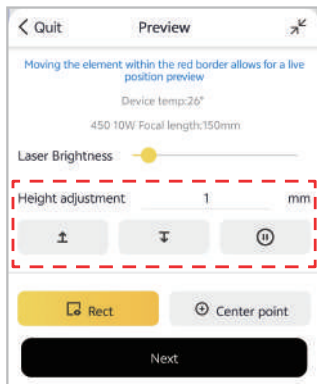 Quit Preview
Moving the element within the red border allows for a live
position preview
Device temp:26°
450 10W Focal length:150mm
Laser Brightness
Height adjustment 1 mm
Rect Center point
Next